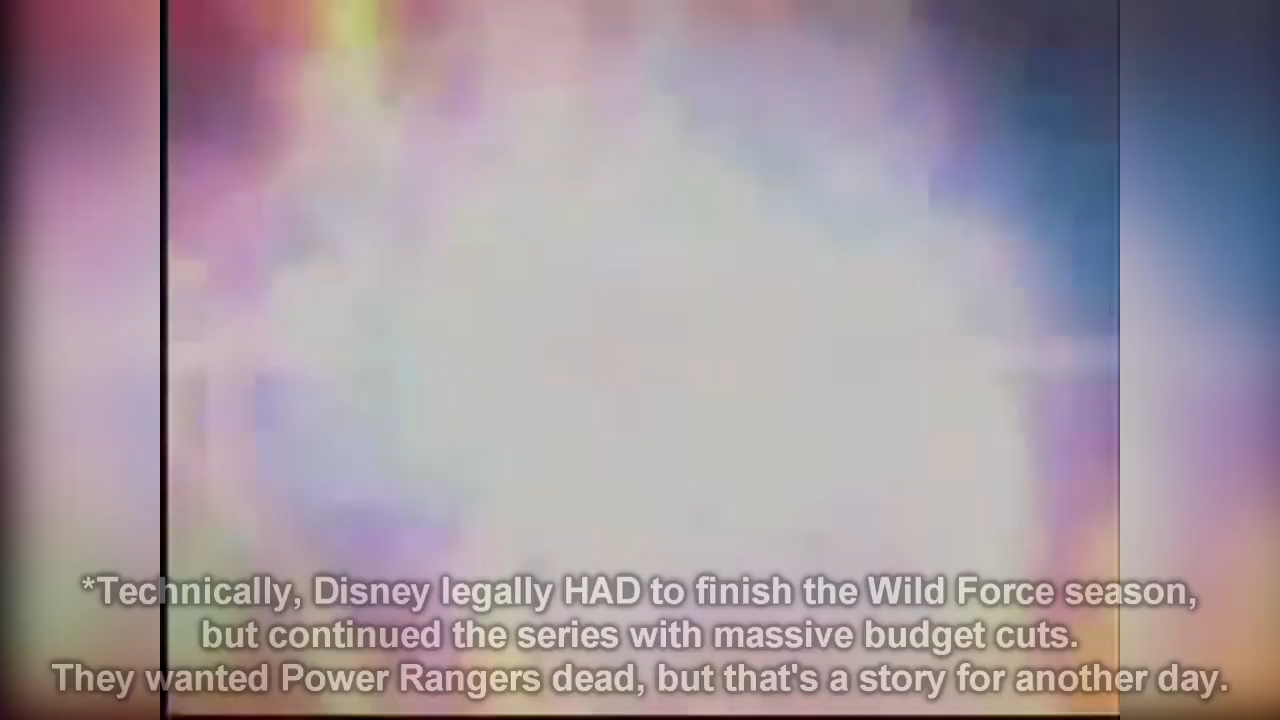 *Technically, Disney legally HAD to finish the Wild Force season,
but continued the series with massive budget cuts.
They wanted Power Rangers dead, but that's a story for another day.